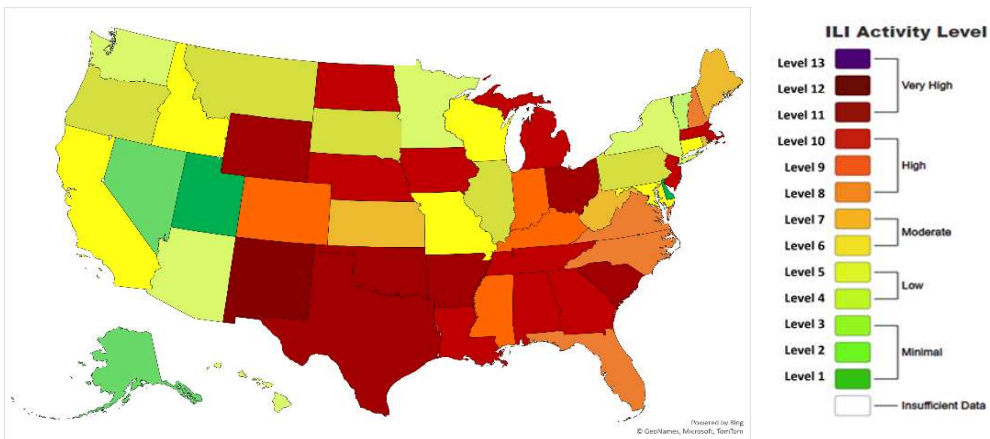 ILI Activity Level
Level 13
Level 12
Very High
Level 11
Level 10
Level 9
High
Level 8
Level 7
Moderate
Level 6
Level 5
Low
Level 4
Level 3
Level 2
Minimal
Level 1
Insufficient Data
Powered by Bing
© GeoNames, Microsoft, TomTom